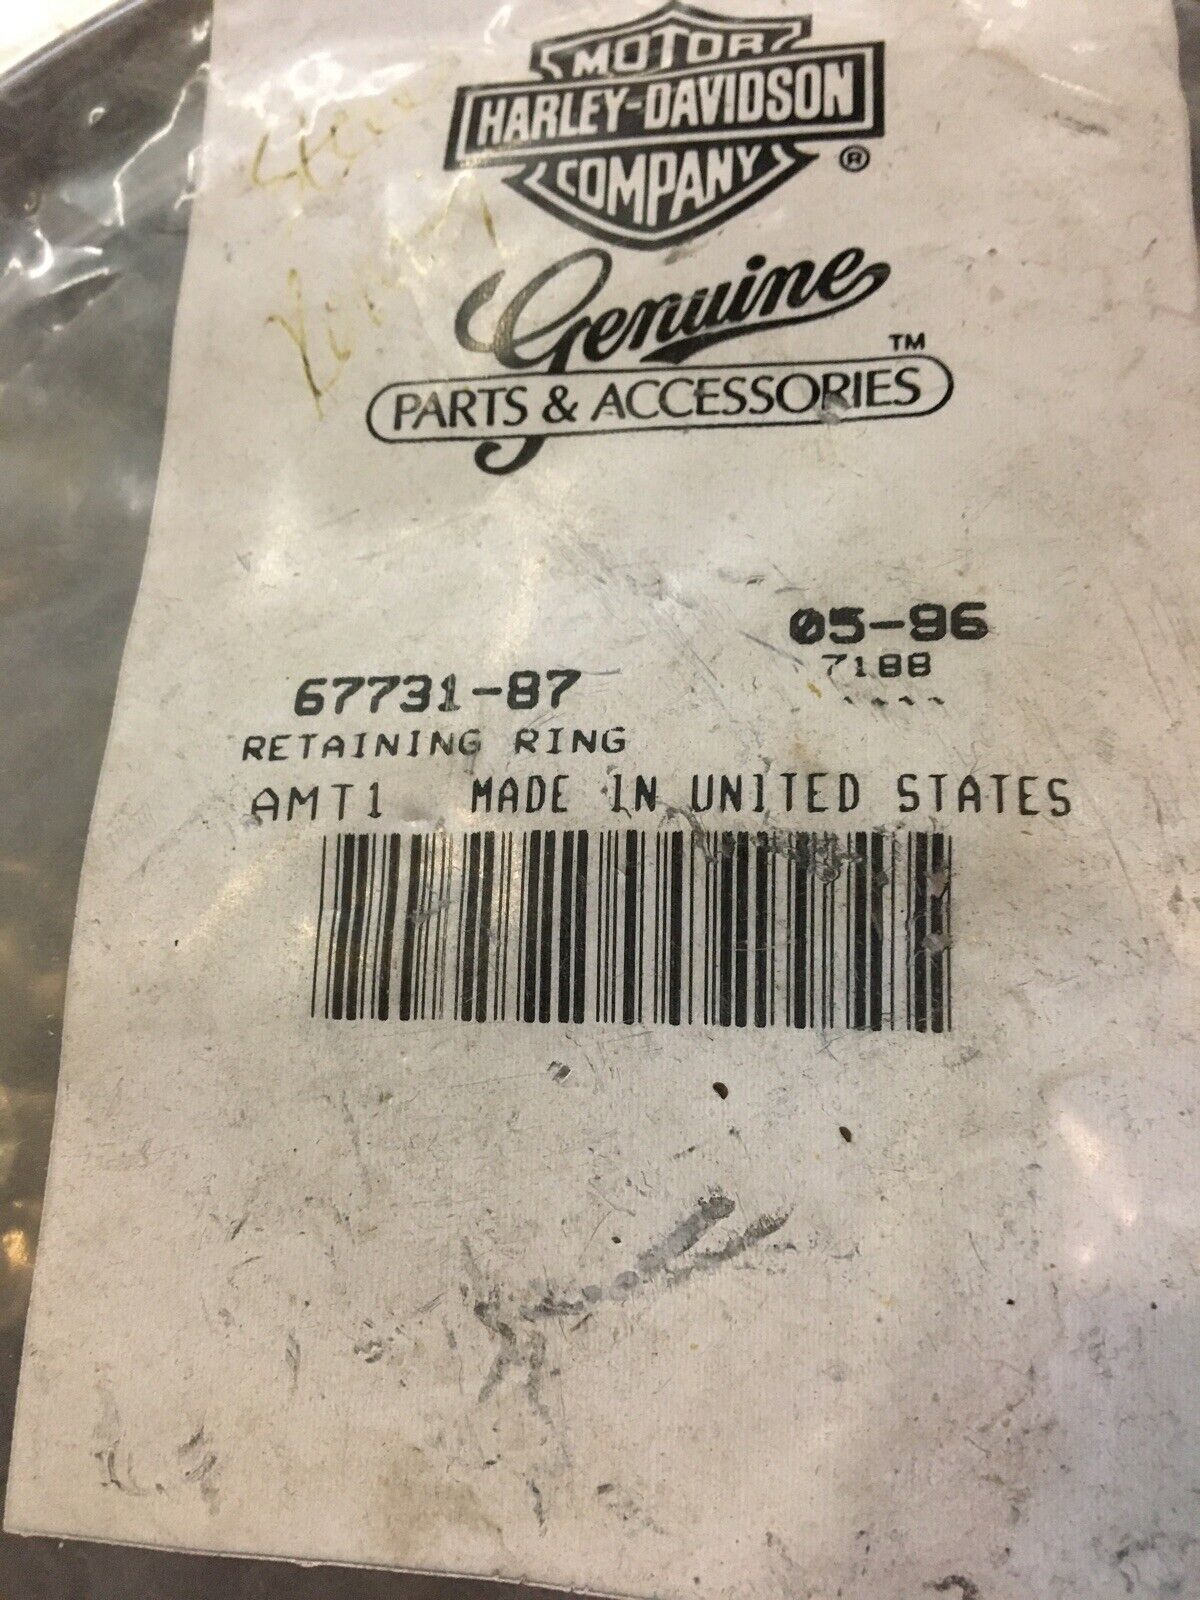 MOTOR
HARLEY-DAVIDSON
COMPANY ®
Genuine
TM
PARTS & ACCESSORIES
05-96
7188
67731-87
RETAINING RING
AMT1 MADE IN UNITED STATES